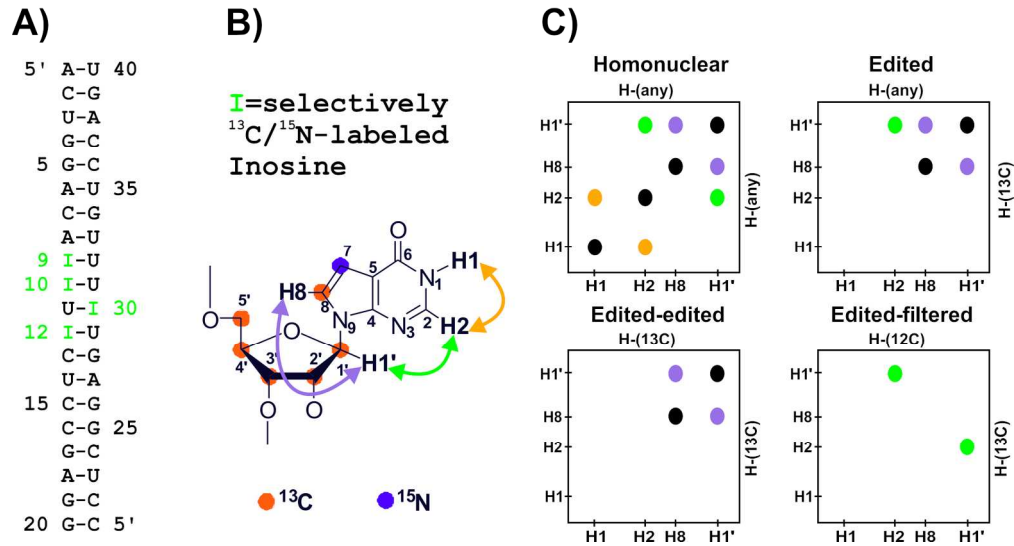 A)
5' A-U 40
C-G
U-A
G-C
5 G-C
A-U 35
C-G
A-U
9 I-U
10 I-U
U-I 30
12 I-U
C-G
U-A
15 C-G
C-G 25
G-C
A-U
G-C
20 G-C 5'
B)
I=selectively
¹³C/¹⁵N-labeled
Inosine
O
6
7
5
N
1
H1
H8
8
N
9
4
N
3
2
H2
5'
O
O
4'
3'
2'
1'
H1'
O
O
¹³C
¹⁵N
C)
Homonuclear
H-(any)
H1'
H8
H2
H1
H1 H2 H8 H1'
H-(any)
Edited
H-(any)
H1'
H8
H2
H1
H1 H2 H8 H1'
H-(13C)
Edited-edited
H-(13C)
H1'
H8
H2
H1
H1 H2 H8 H1'
H-(13C)
Edited-filtered
H-(12C)
H1'
H8
H2
H1
H1 H2 H8 H1'
H-(13C)